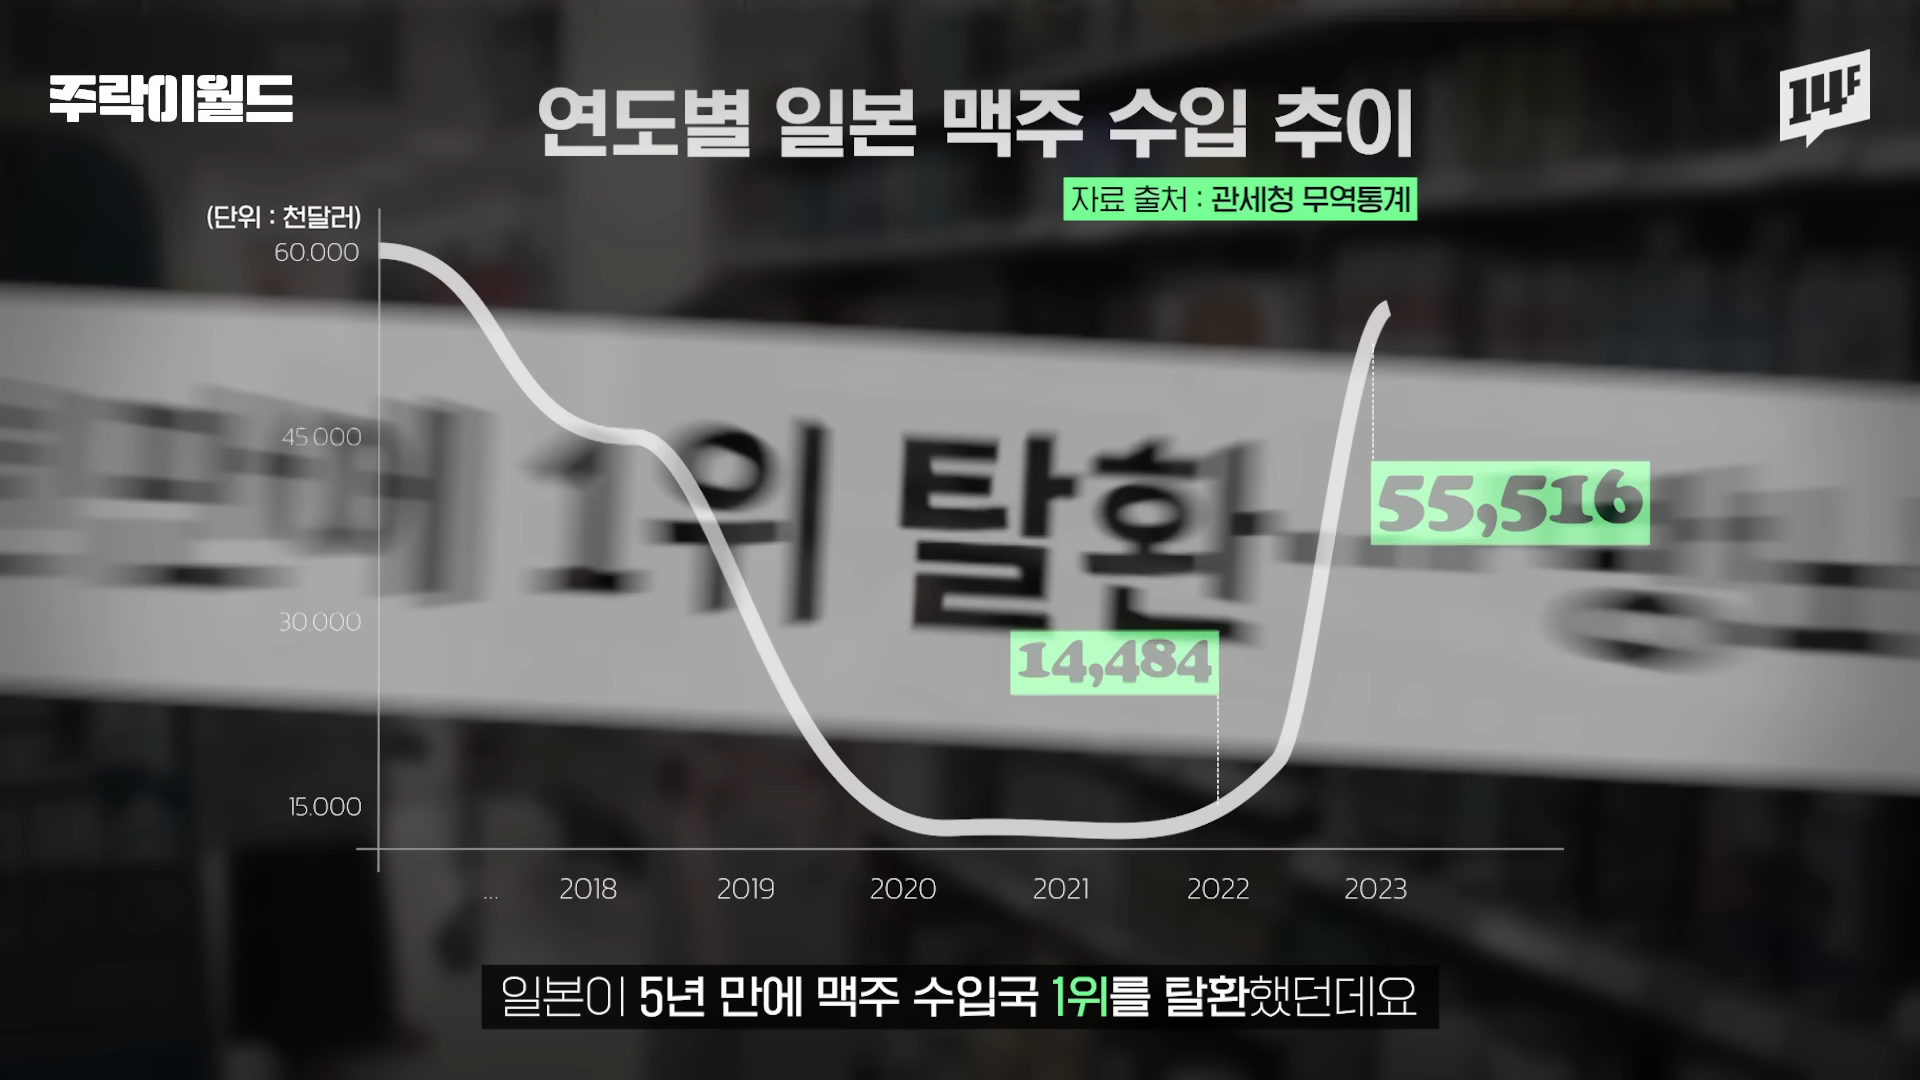 주락이월드
14F
연도별 일본 맥주 수입 추이
자료 출처 : 관세청 무역통계
(단위 : 천달러)
60.000
45.000
30.000
15.000
1위 탈환
55,516
14,484
... 2018 2019 2020 2021 2022 2023
일본이 5년 만에 맥주 수입국 1위를 탈환했던데요